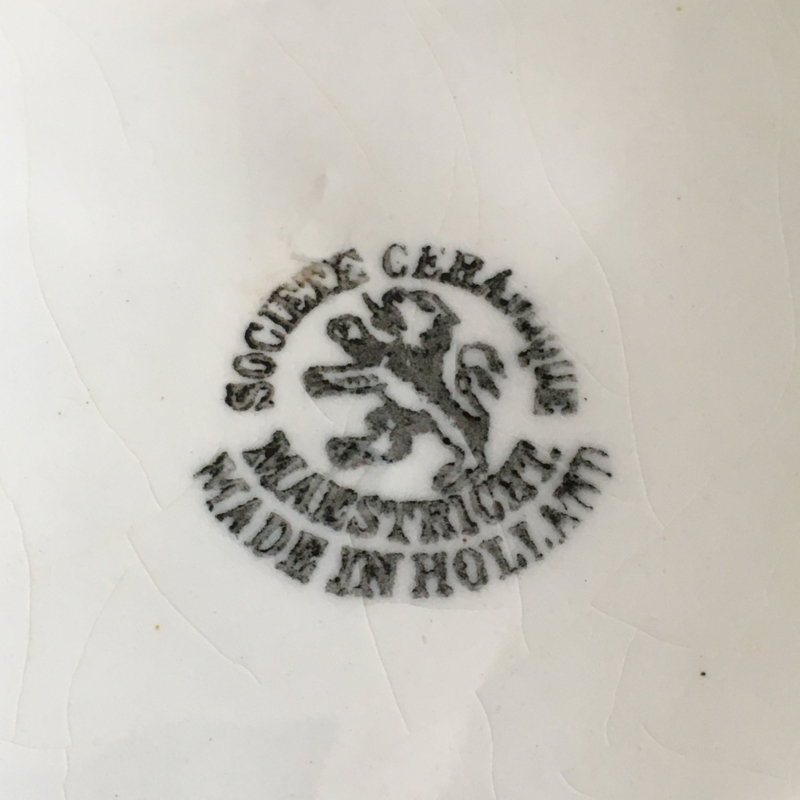 SOCIETE CERAMIQUE
MAESTRICHT.
MADE IN HOLLAND